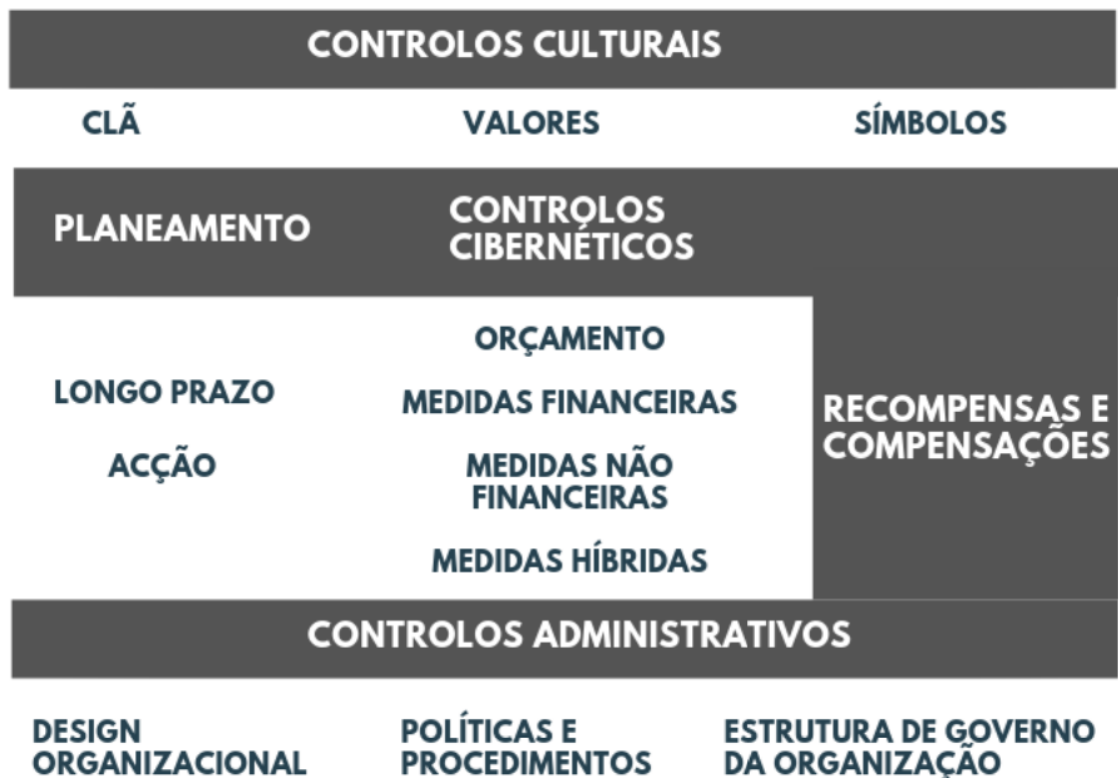 CONTROLOS CULTURAIS
CLÃ
VALORES
SÍMBOLOS
PLANEAMENTO
CONTROLOS
CIBERNÉTICOS
LONGO PRAZO
ACÇÃO
ORÇAMENTO
MEDIDAS FINANCEIRAS
MEDIDAS NÃO
FINANCEIRAS
MEDIDAS HÍBRIDAS
RECOMPENSAS E
COMPENSAÇÕES
CONTROLOS ADMINISTRATIVOS
DESIGN
ORGANIZACIONAL
POLÍTICAS E
PROCEDIMENTOS
ESTRUTURA DE GOVERNO
DA ORGANIZAÇÃO